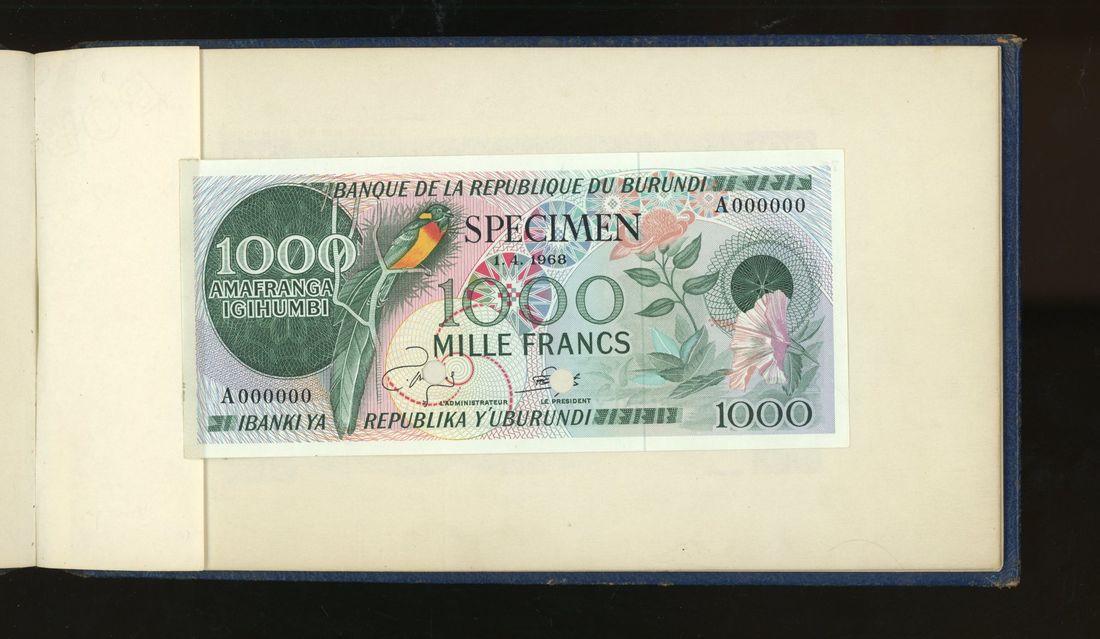 BANQUE DE LA REPUBLIQUE DU BURUNDI
A000000
SPECIMEN
1.4.1968
1000
AMAFRANGA
IGIHUMBI
1000
MILLE FRANCS
L'ADMINISTRATEUR
LE PRÉSIDENT
A000000
IBANKI YA REPUBLIKA Y'UBURUNDI
1000